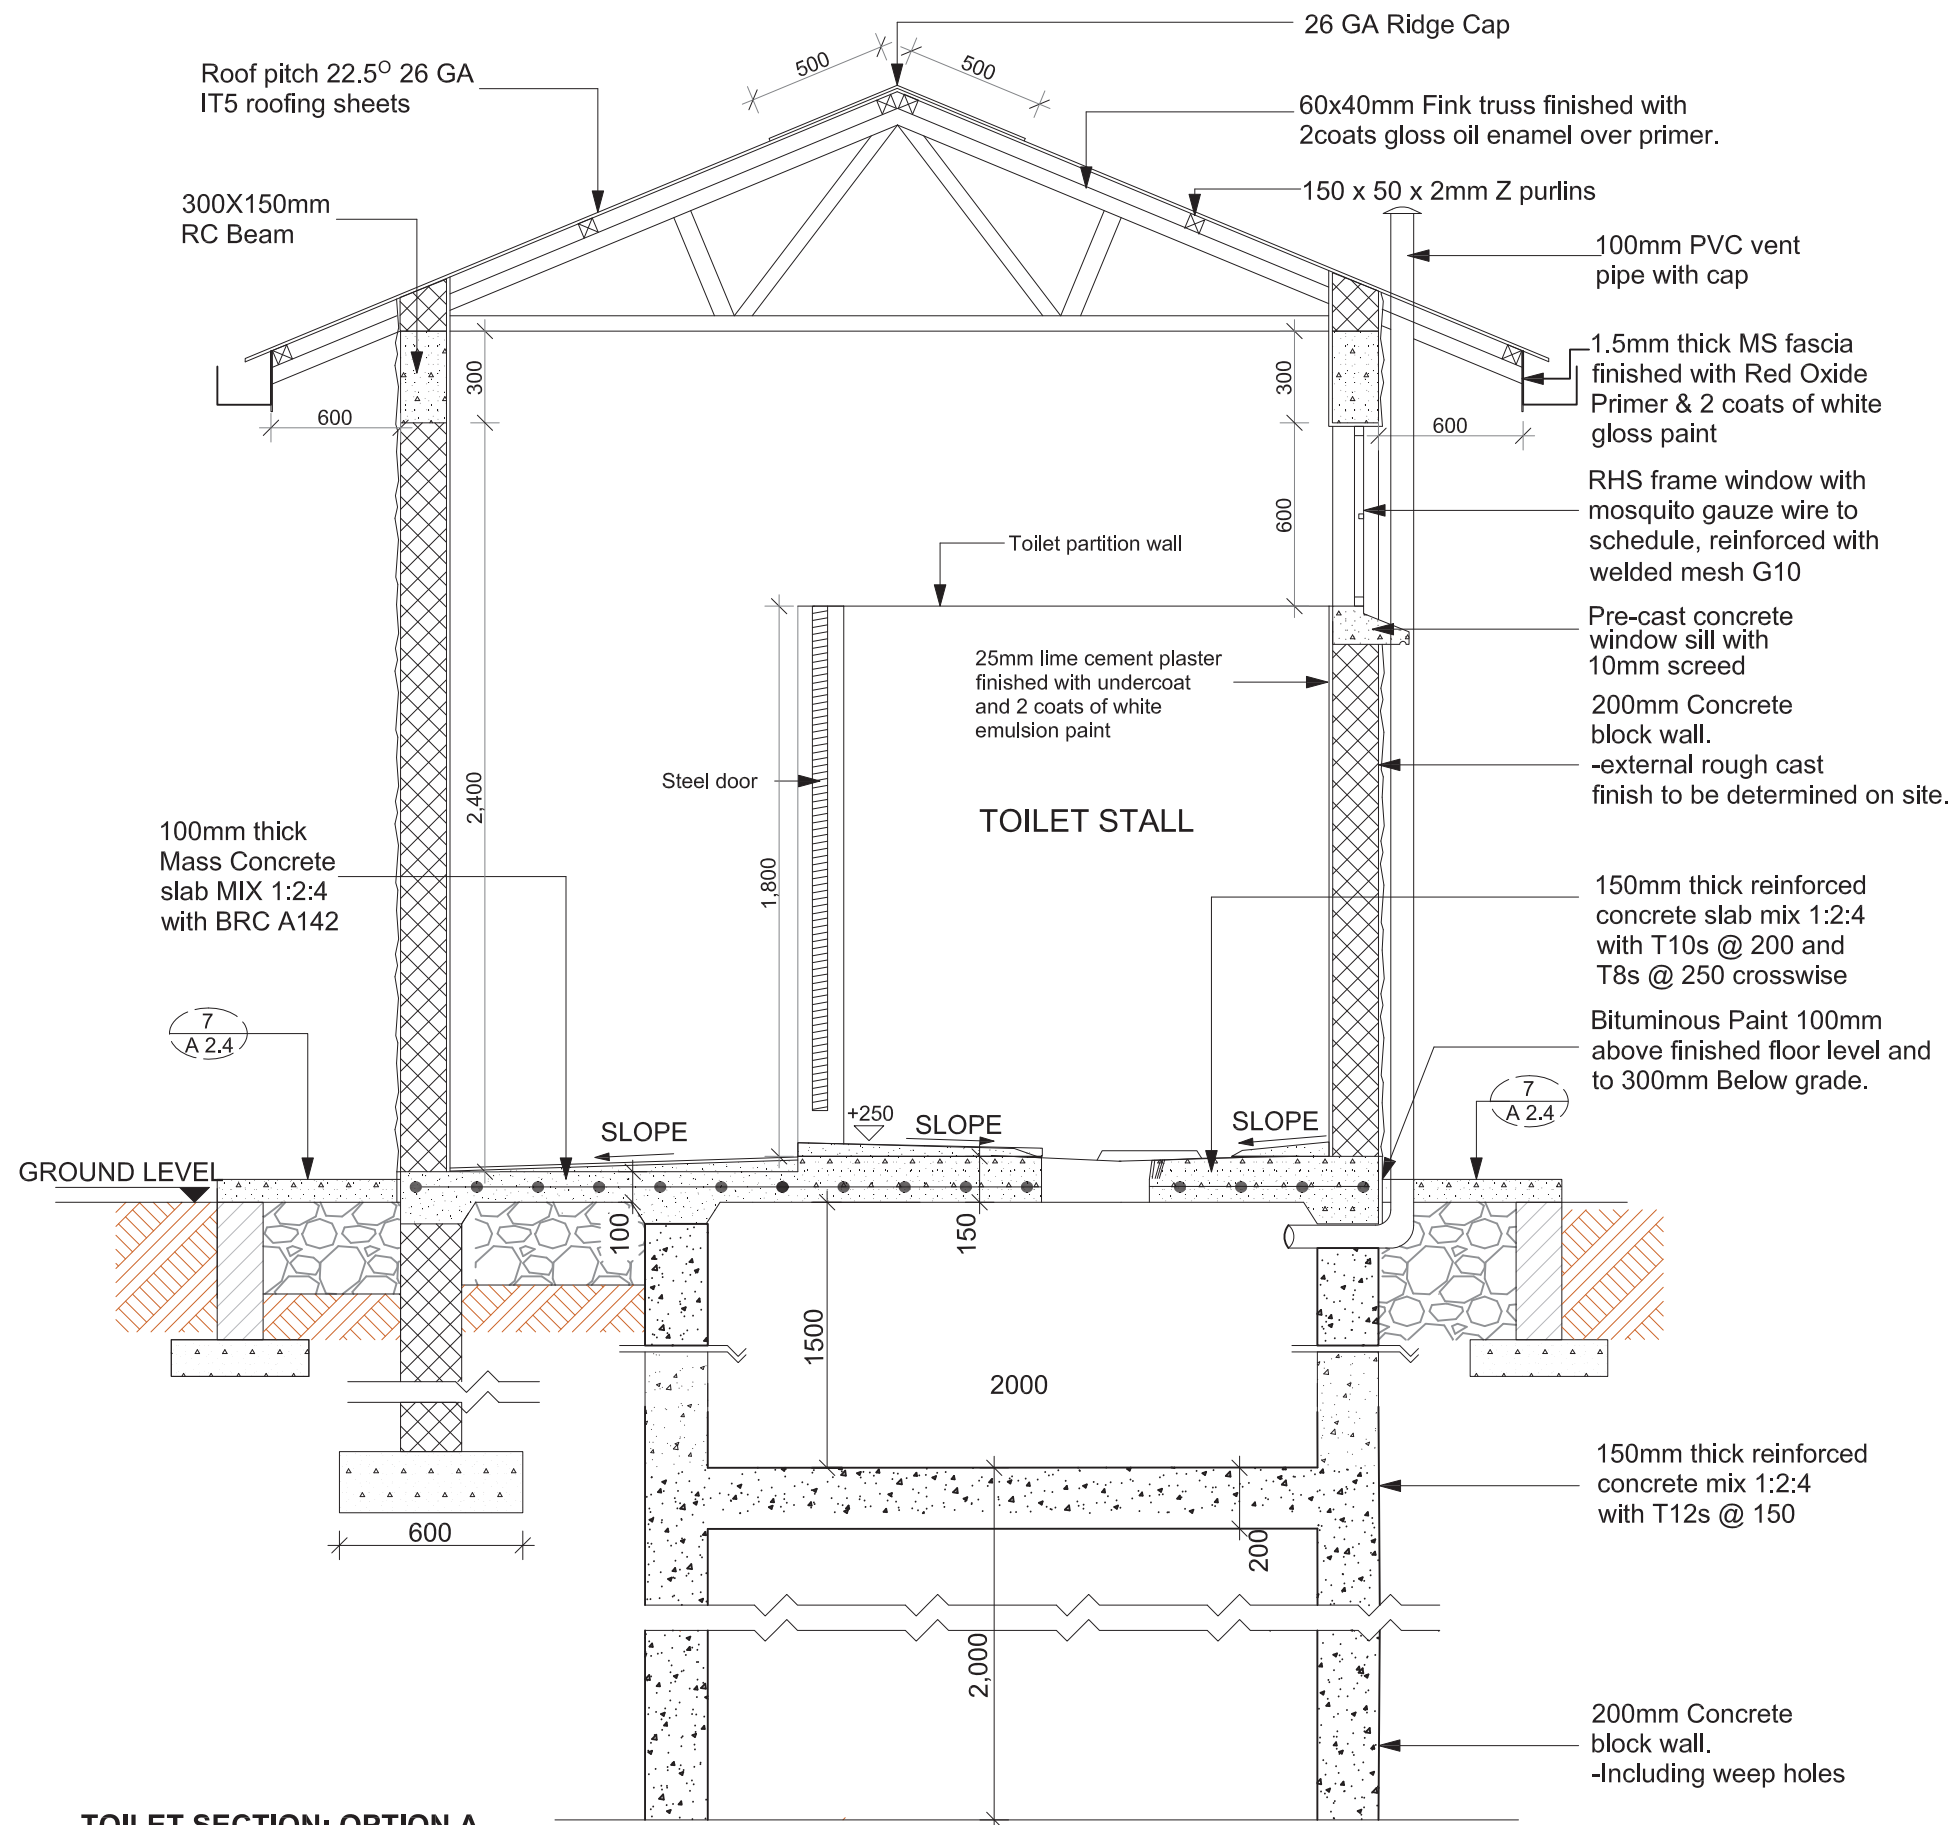 26 GA Ridge Cap
500
500
Roof pitch 22.5O 26 GA
IT5 roofing sheets
60x40mm Fink truss finished with
2coats gloss oil enamel over primer.
300X150mm
RC Beam
150 x 50 x 2mm Z purlins
100mm PVC vent
pipe with cap
1.5mm thick MS fascia
finished with Red Oxide
Primer & 2 coats of white
gloss paint
300
300
600
600
RHS frame window with
mosquito gauze wire to
schedule, reinforced with
welded mesh G10
600
Toilet partition wall
Pre-cast concrete
window sill with
10mm screed
25mm lime cement plaster
finished with undercoat
and 2 coats of white
emulsion paint
200mm Concrete
block wall.
-external rough cast
finish to be determined on site.
Steel door
2,400
TOILET STALL
1,800
100mm thick
Mass Concrete
slab MIX 1:2:4
with BRC A142
150mm thick reinforced
concrete slab mix 1:2:4
with T10s @ 200 and
T8s @ 250 crosswise
7
A 2.4
Bituminous Paint 100mm
above finished floor level and
to 300mm Below grade.
7
A 2.4
+250
SLOPE
SLOPE
SLOPE
GROUND LEVEL
100
150
1500
2000
150mm thick reinforced
concrete mix 1:2:4
with T12s @ 150
600
200
2,000
200mm Concrete
block wall.
-Including weep holes
TOILET SECTION: OPTION A